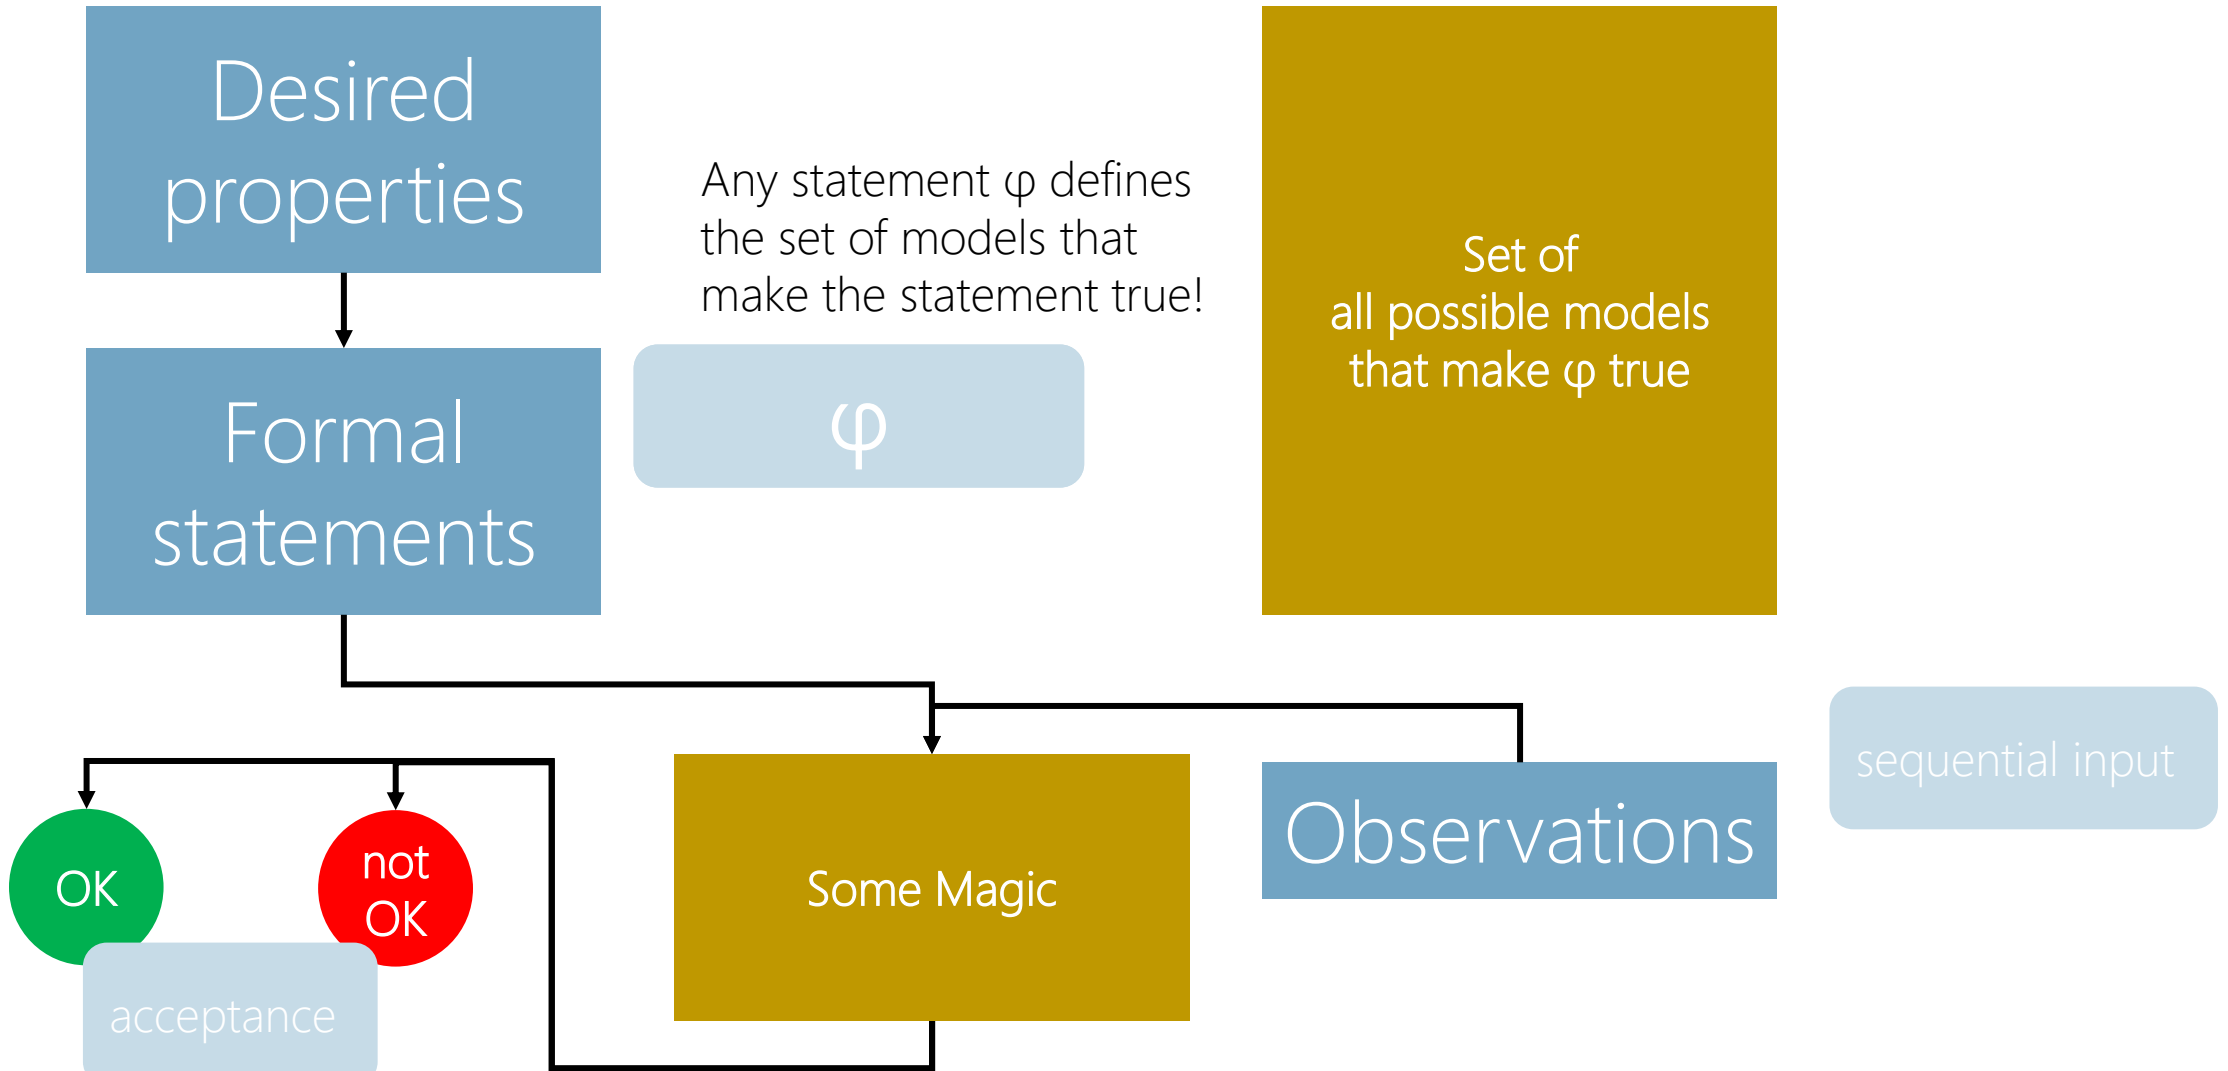 Desired
properties
Any statement φ defines
the set of models that
make the statement true!
Set of
all possible models
that make φ true
Formal
statements
φ
sequential input
Observations
Some Magic
OK
not
OK
acceptance